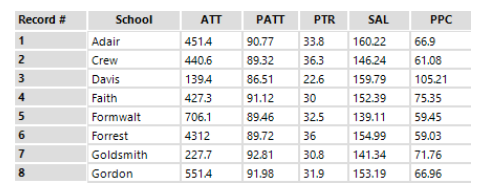 Record # School ATT PATT PTR SAL PPC
1 Adair 451.4 90.77 33.8 160.22 66.9
2 Crew 440.6 89.32 36.3 146.24 61.08
3 Davis 139.4 86.51 22.6 159.79 105.21
4 Faith 427.3 91.12 30 152.39 75.35
5 Formwalt 706.1 89.46 32.5 139.11 59.45
6 Forrest 4312 89.72 36 154.99 59.03
7 Goldsmith 227.7 92.81 30.8 141.34 71.76
8 Gordon 551.4 91.98 31.9 153.19 66.96